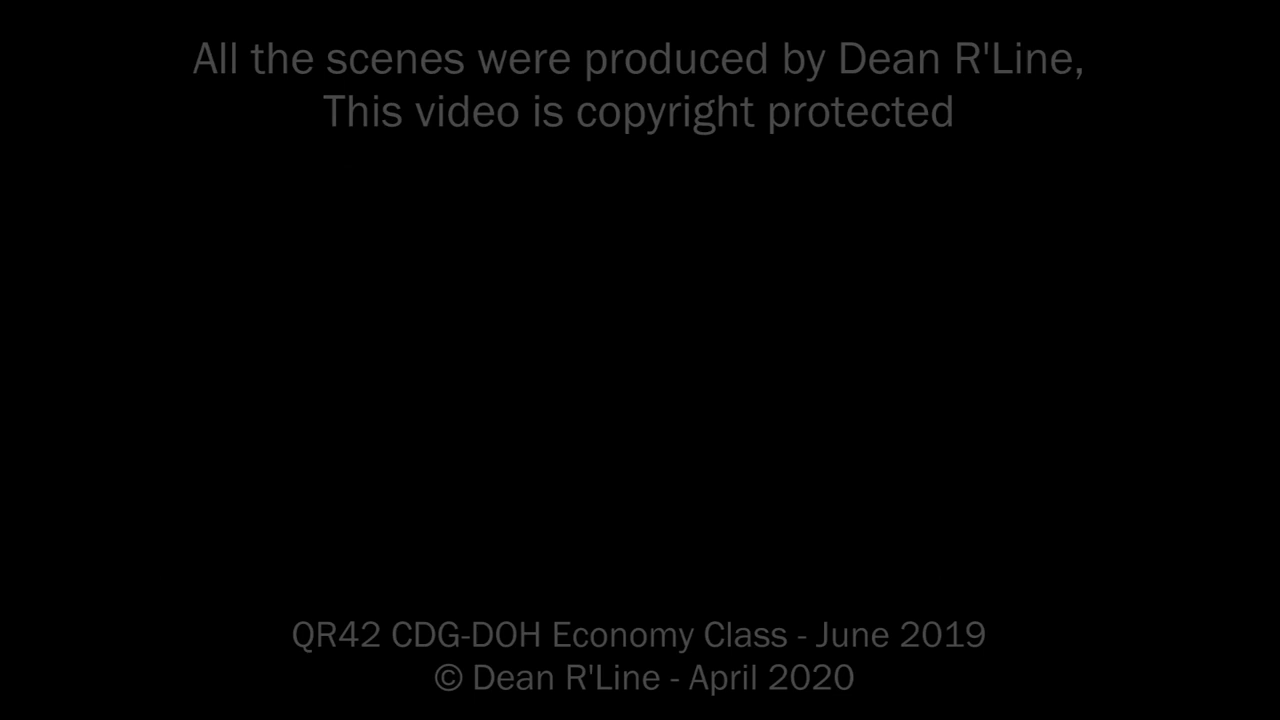 All the scenes were produced by Dean R'Line,
This video is copyright protected
QR42 CDG-DOH Economy Class - June 2019
© Dean R'Line - April 2020